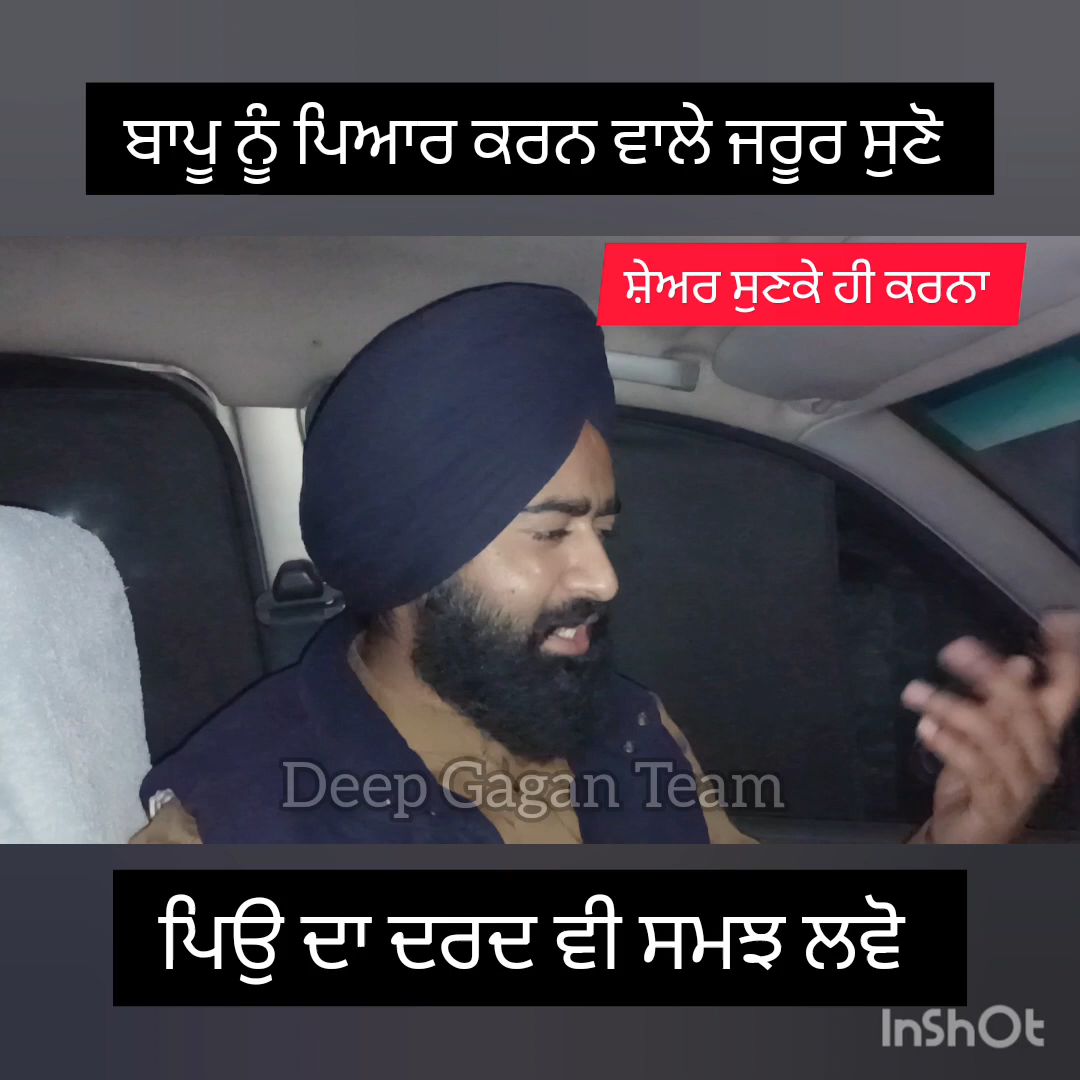 ਬਾਪੂ ਨੂੰ ਪਿਆਰ ਕਰਨ ਵਾਲੇ ਜਰੂਰ ਸੁਣੋ
ਸ਼ੇਅਰ ਸੁਣਕੇ ਹੀ ਕਰਨਾ
Deep Gagan Team
ਪਿਉ ਦਾ ਦਰਦ ਵੀ ਸਮਝ ਲਵੋ
InShOt